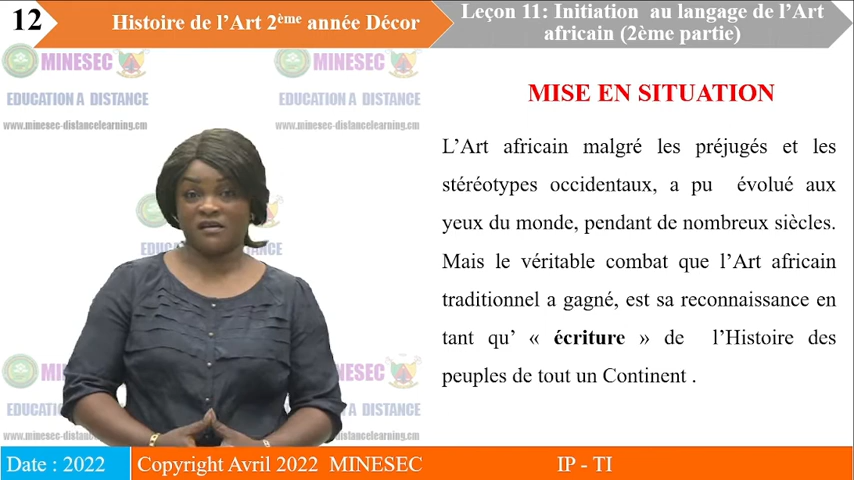 12
Histoire de l’Art 2ème année Décor
Leçon 11: Initiation au langage de l’Art
africain (2ème partie)
MINESEC
MINESEC
EDUCATION A DISTANCE
EDUCATION A DISTANCE
www.minesec-distancelearning.cm
www.minesec-distancelearning.cm
MISE EN SITUATION
L’Art africain malgré les préjugés et les
stéréotypes occidentaux, a pu évolué aux
yeux du monde, pendant de nombreux siècles.
Mais le véritable combat que l’Art africain
traditionnel a gagné, est sa reconnaissance en
tant qu’ « écriture » de l’Histoire des
peuples de tout un Continent .
MINESEC
A DISTANCE
Date : 2022
Copyright Avril 2022 MINESEC
IP - TI